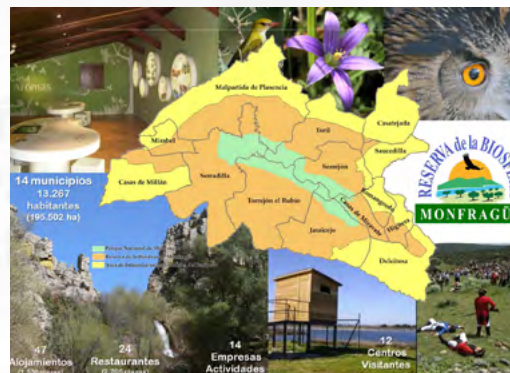 Malpartida de Plasencia
Casatejada
Toril
Saucedilla
Mirabel
Serrejón
Casas de Millán
Serradilla
Romangordo
Casas de Miravete
Higuera
Torrejón el Rubio
Jaraicejo
Deleitosa
14 municipios
13.267
habitantes
(195.502 ha)
RESERVA de la BIOSFE
MONFRAGÜ
47
Alojamientos
24
Restaurantes
14
Empresas
Actividades
12
Centros
Visitantes